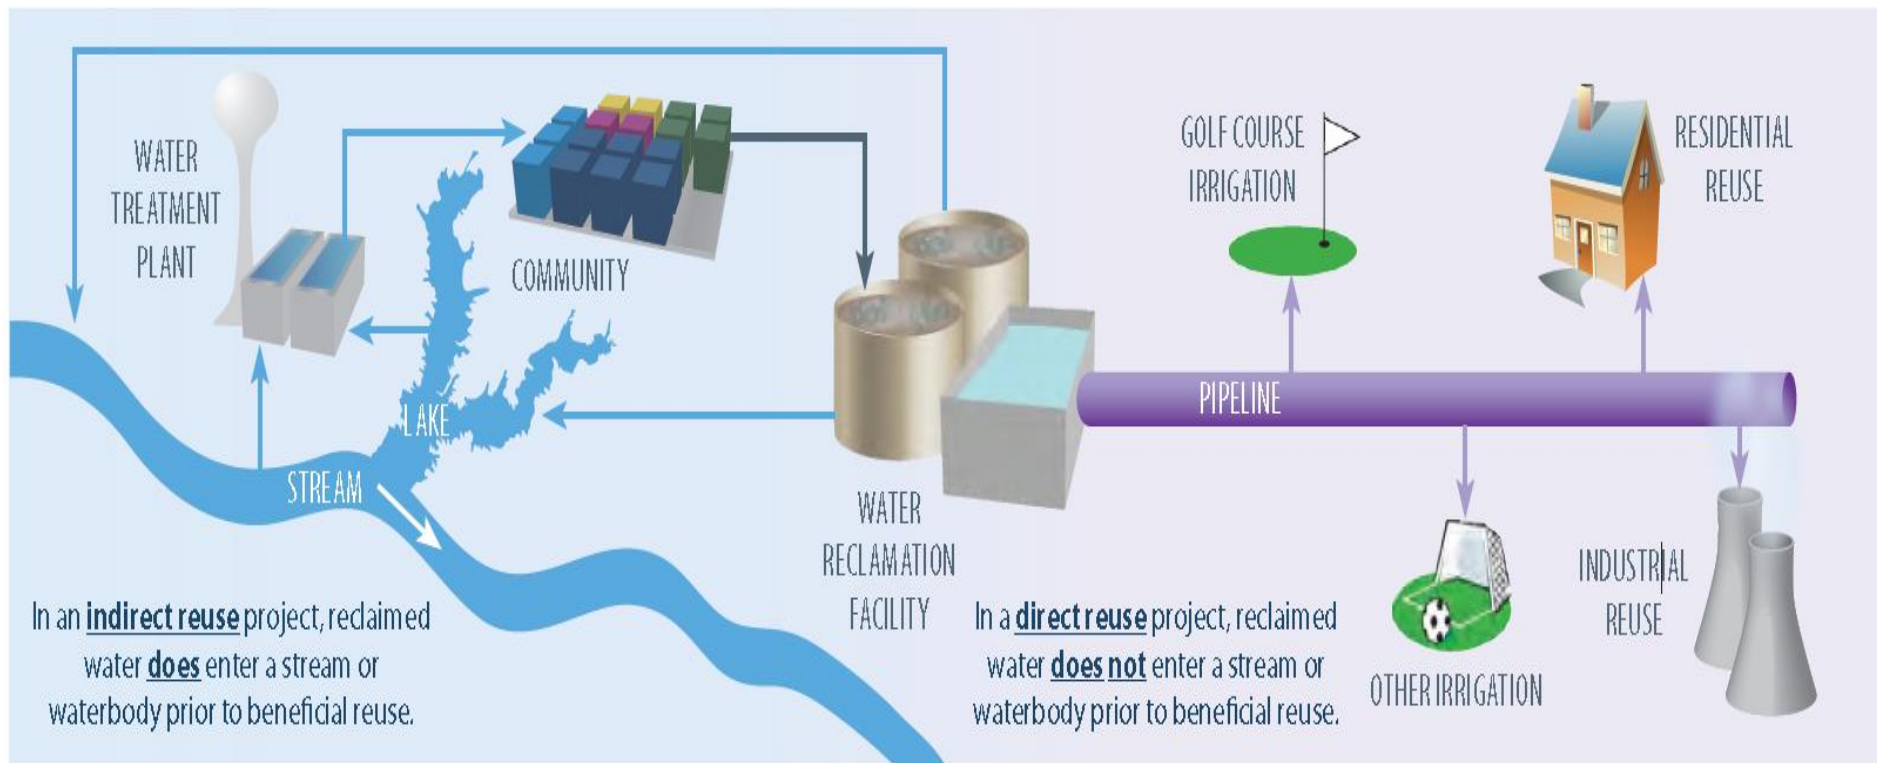 WATER
TREATMENT
PLANT
COMMUNITY
LAKE
STREAM
In an indirect reuse project, reclaimed
water does enter a stream or
waterbody prior to beneficial reuse.
WATER
RECLAMATION
FACILITY
GOLF COURSE
IRRIGATION
RESIDENTIAL
REUSE
PIPELINE
In a direct reuse project, reclaimed
water does not enter a stream or
waterbody prior to beneficial reuse.
OTHER IRRIGATION
INDUSTRIAL
REUSE